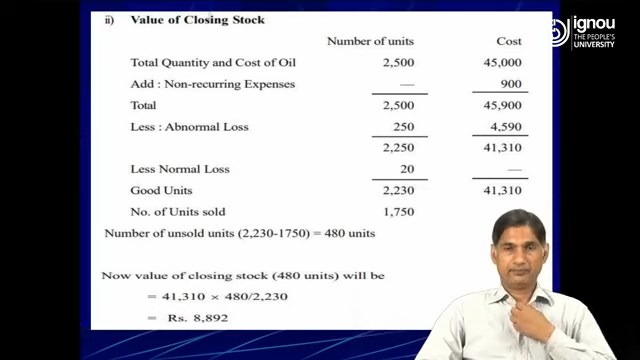 ignou
THE PEOPLE'S
UNIVERSITY
ii) Value of Closing Stock
Number of units Cost
Total Quantity and Cost of Oil 2,500 45,000
Add : Non-recurring Expenses — 900
Total 2,500 45,900
Less : Abnormal Loss 250 4,590
2,250 41,310
Less Normal Loss 20 —
Good Units 2,230 41,310
No. of Units sold 1,750
Number of unsold units (2,230-1750) = 480 units
Now value of closing stock (480 units) will be
= 41,310 × 480/2,230
= Rs. 8,892